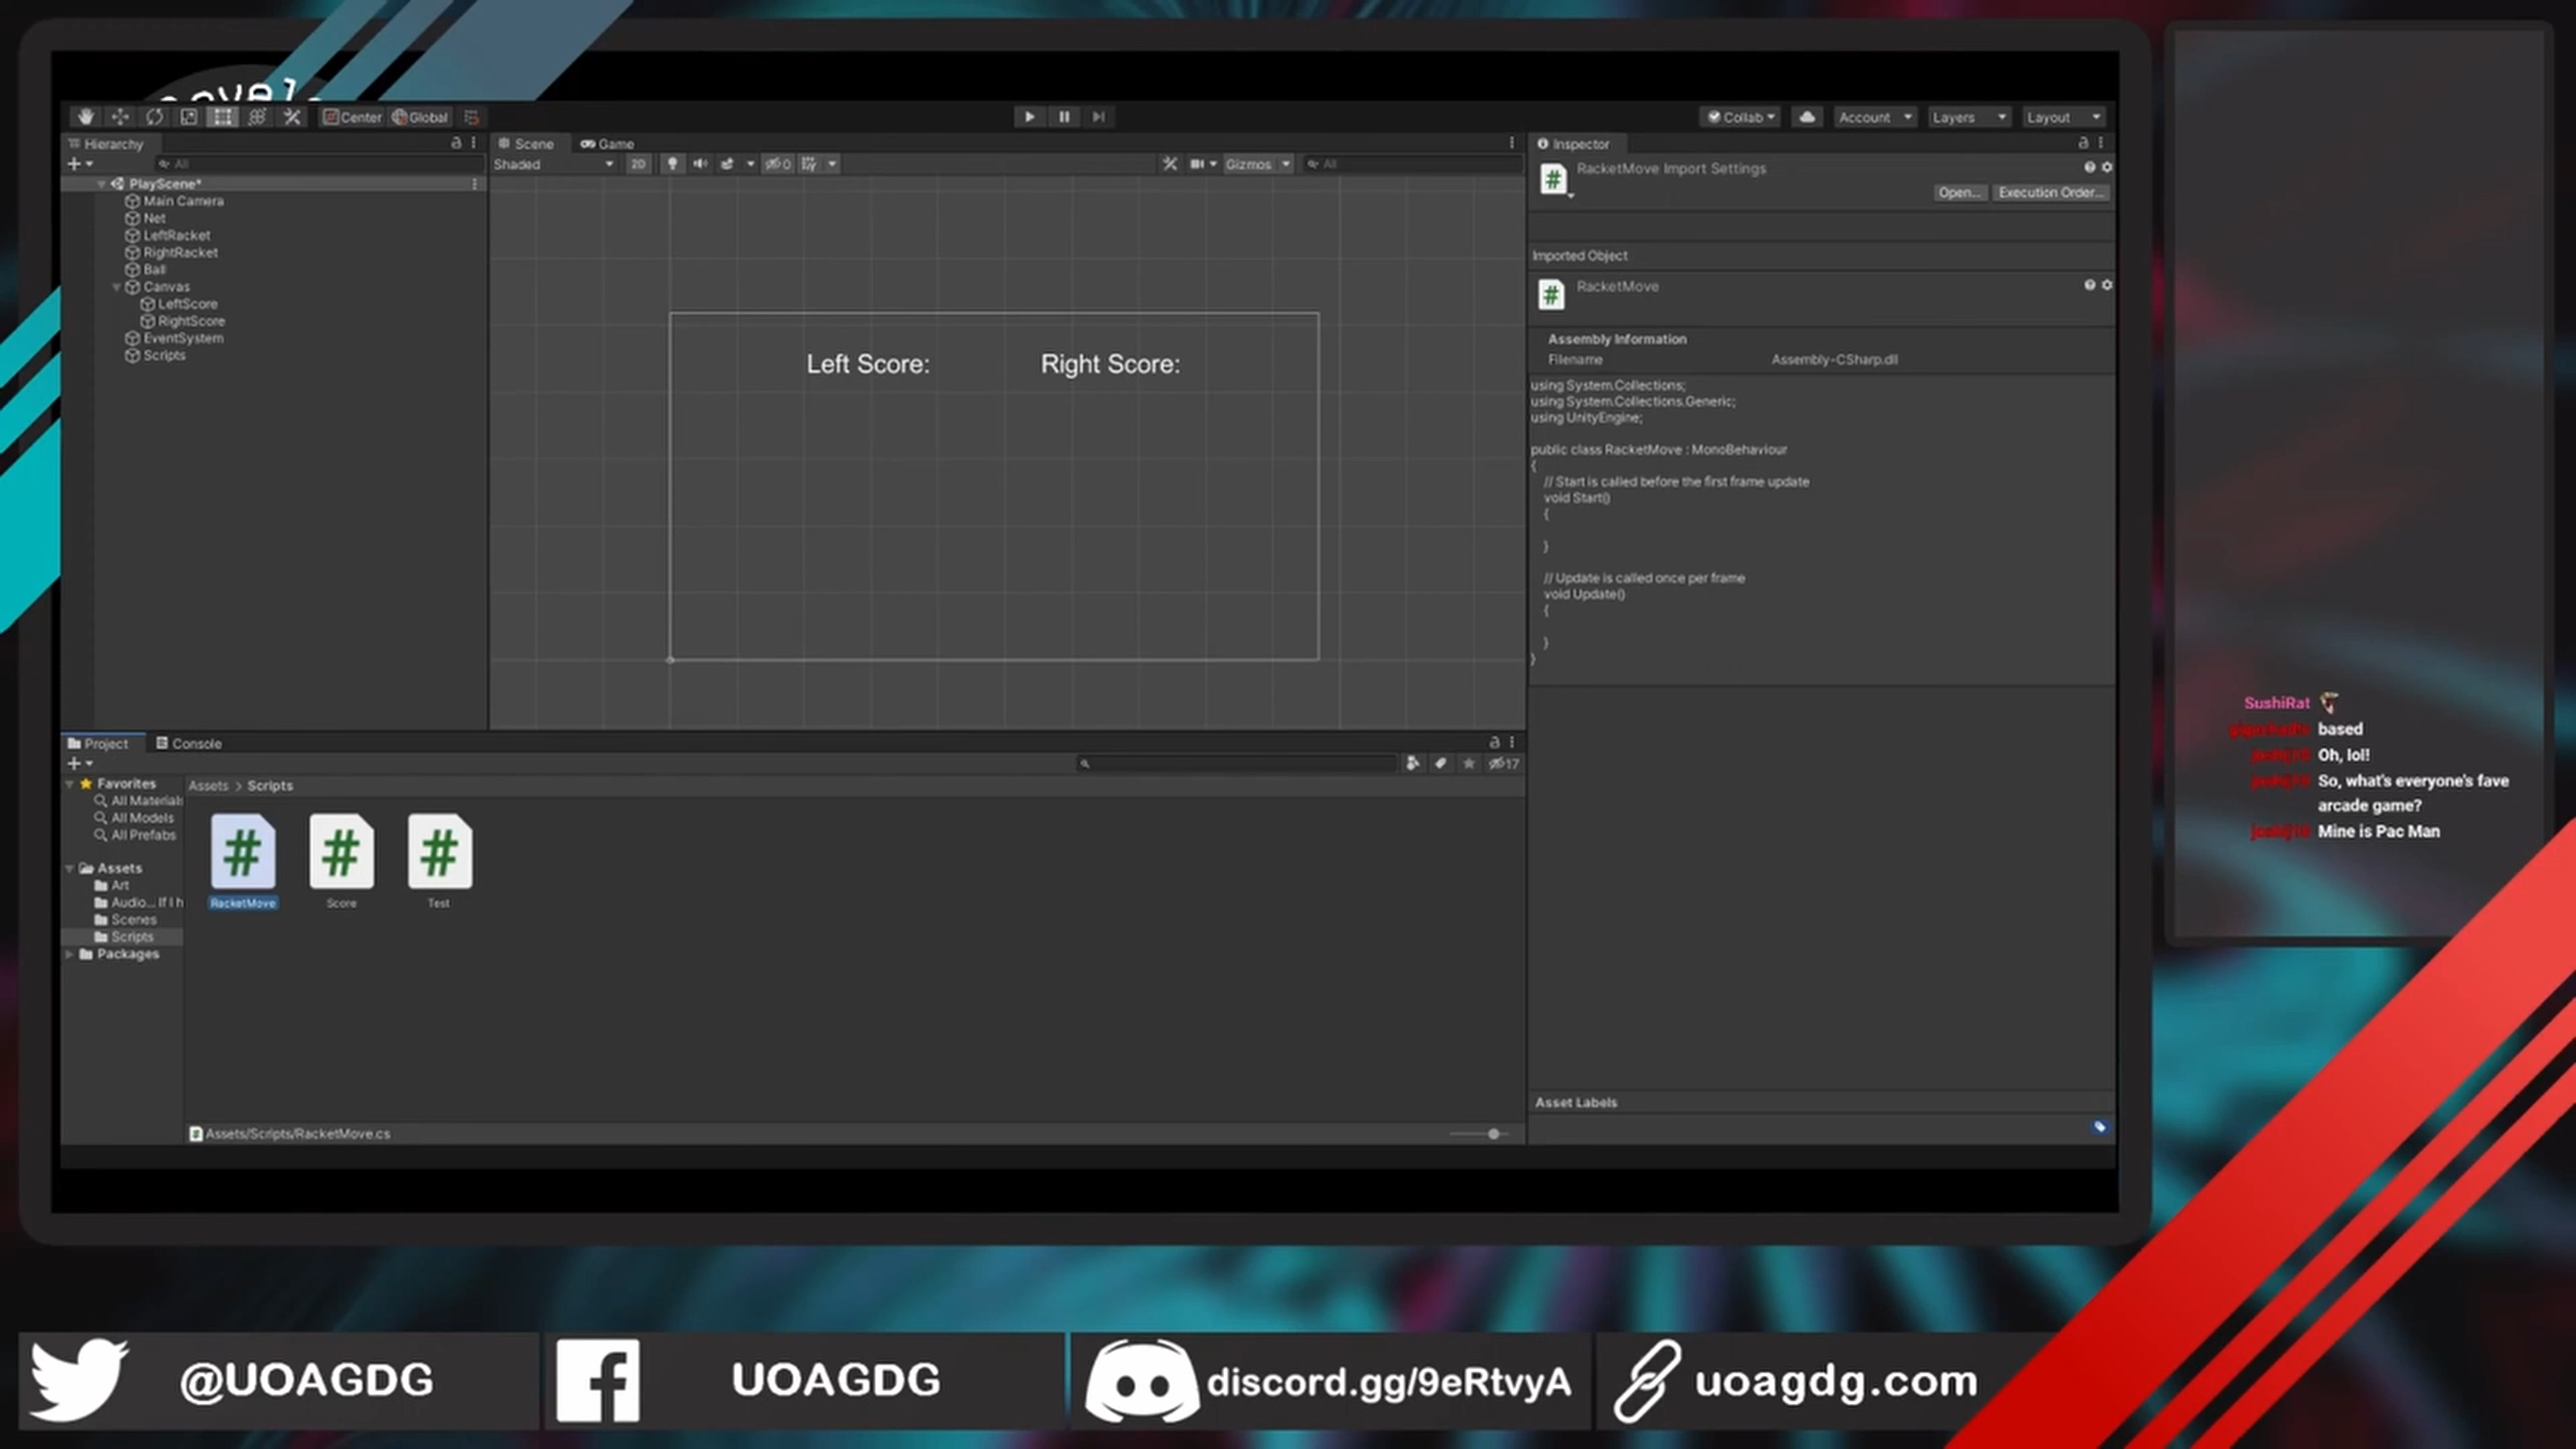 Center
Global
Collab
Account
Layers
Layout
Hierarchy
All
PlayScene*
Main Camera
Net
LeftRacket
RightRacket
Ball
Canvas
LeftScore
RightScore
EventSystem
Scripts
Scene
Game
Shaded
2D
0
Gizmos
All
Left Score:
Right Score:
Inspector
RacketMove Import Settings
Open...
Execution Order...
Imported Object
RacketMove
Assembly Information
Filename
Assembly-CSharp.dll
using System.Collections;
using System.Collections.Generic;
using UnityEngine;
public class RacketMove : MonoBehaviour
{
// Start is called before the first frame update
void Start()
{
}
// Update is called once per frame
void Update()
{
}
}
Asset Labels
Project
Console
17
Favorites
All Materials
All Models
All Prefabs
Assets
Art
Audio... If I h
Scenes
Scripts
Packages
Assets > Scripts
RacketMove
Score
Test
Assets/Scripts/RacketMove.cs
SushiRat
based
Oh, lol!
So, what's everyone's fave
arcade game?
Mine is Pac Man
@UOAGDG
UOAGDG
discord.gg/9eRtvyA
uoagdg.com